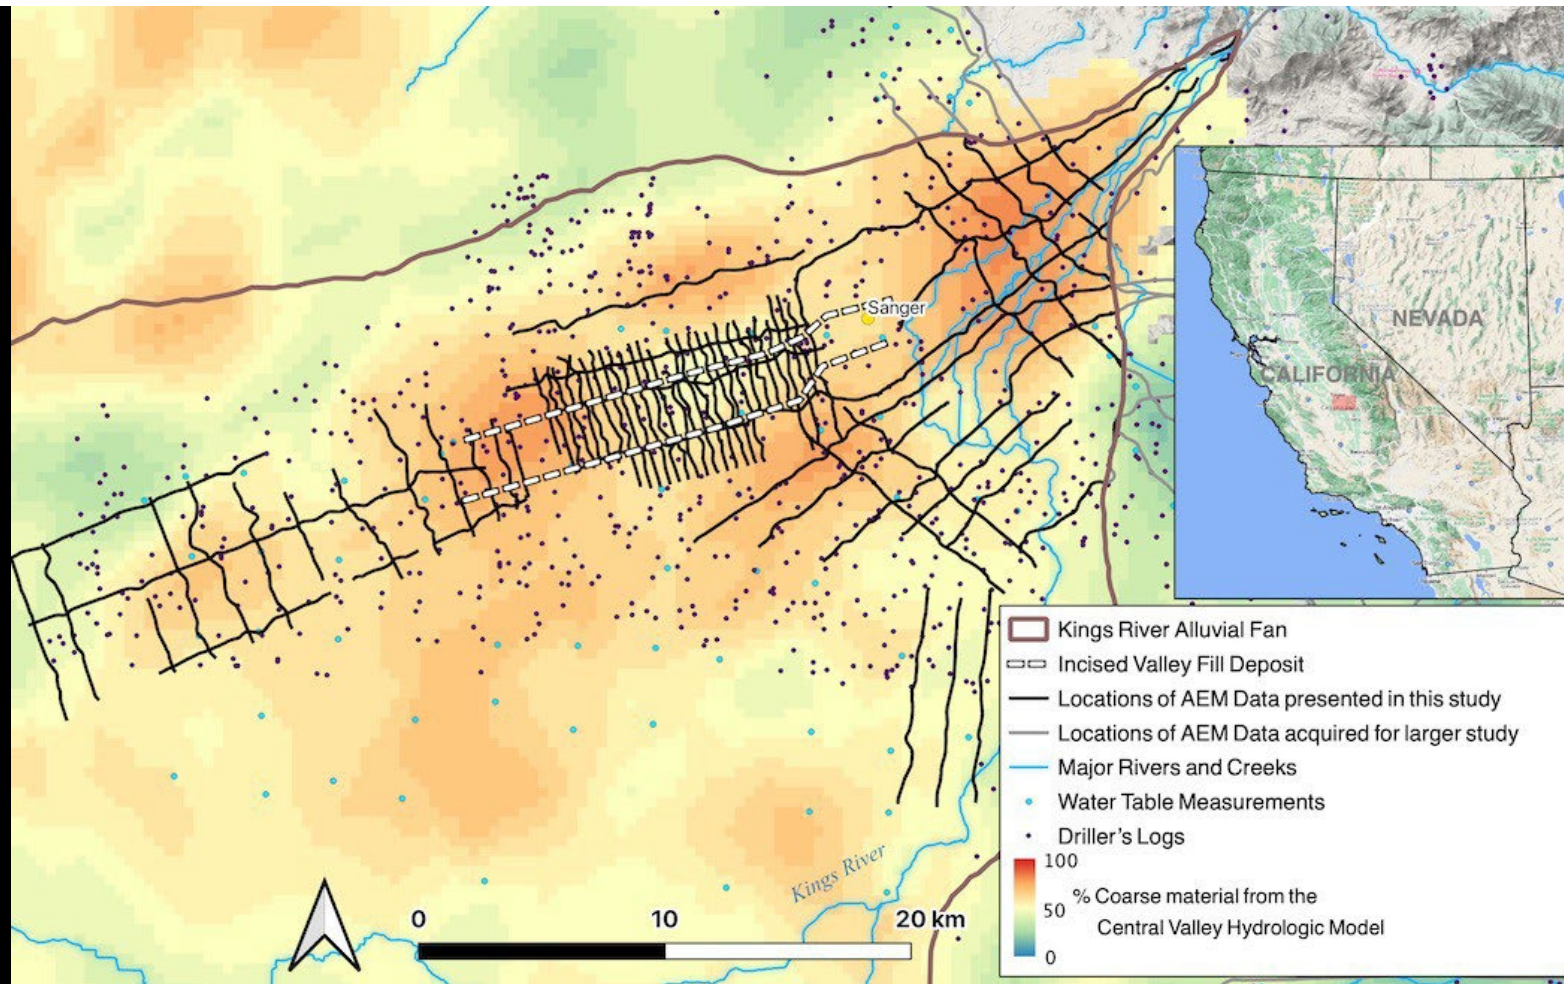 Sanger
NEVADA
CALIFORNIA
Kings River Alluvial Fan
Incised Valley Fill Deposit
Locations of AEM Data presented in this study
Locations of AEM Data acquired for larger study
Major Rivers and Creeks
Water Table Measurements
Driller's Logs
100
50
0
% Coarse material from the
Central Valley Hydrologic Model
Kings River
0 10 20 km